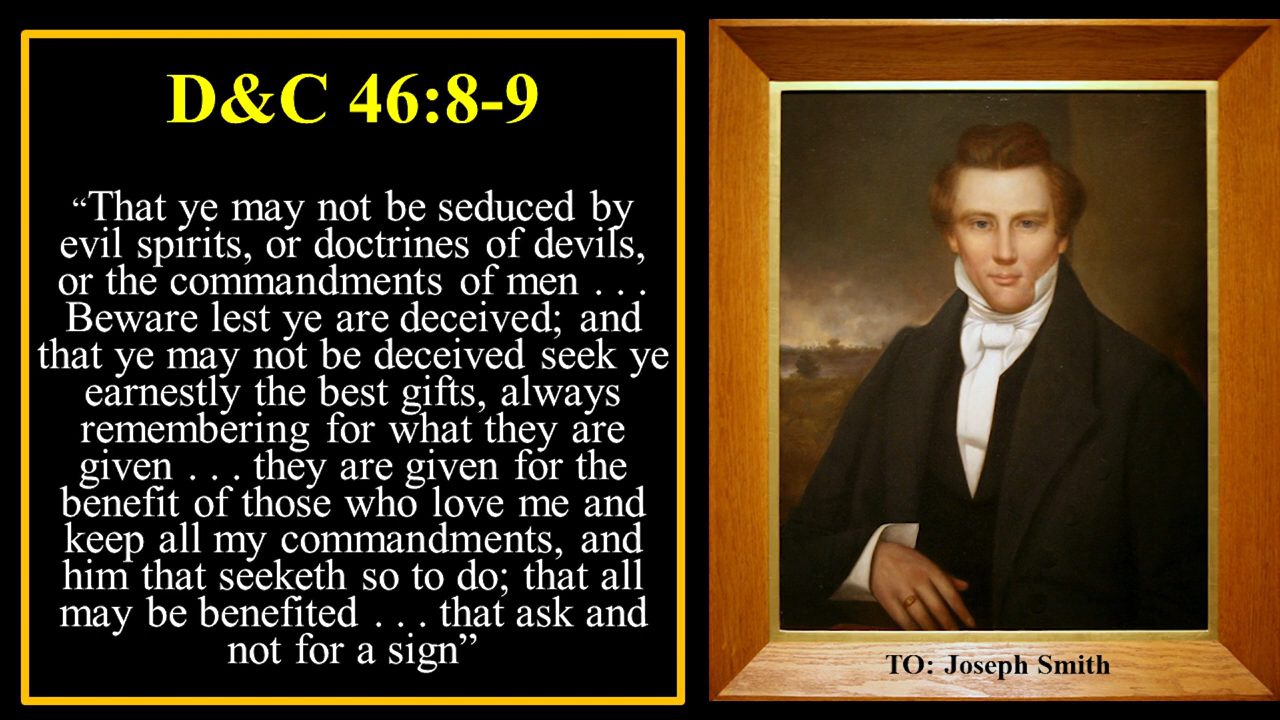 D&C 46:8-9
“That ye may not be seduced by
evil spirits, or doctrines of devils,
or the commandments of men . . .
Beware lest ye are deceived; and
that ye may not be deceived seek ye
earnestly the best gifts, always
remembering for what they are
given . . . they are given for the
benefit of those who love me and
keep all my commandments, and
him that seeketh so to do; that all
may be benefited . . . that ask and
not for a sign”
TO: Joseph Smith